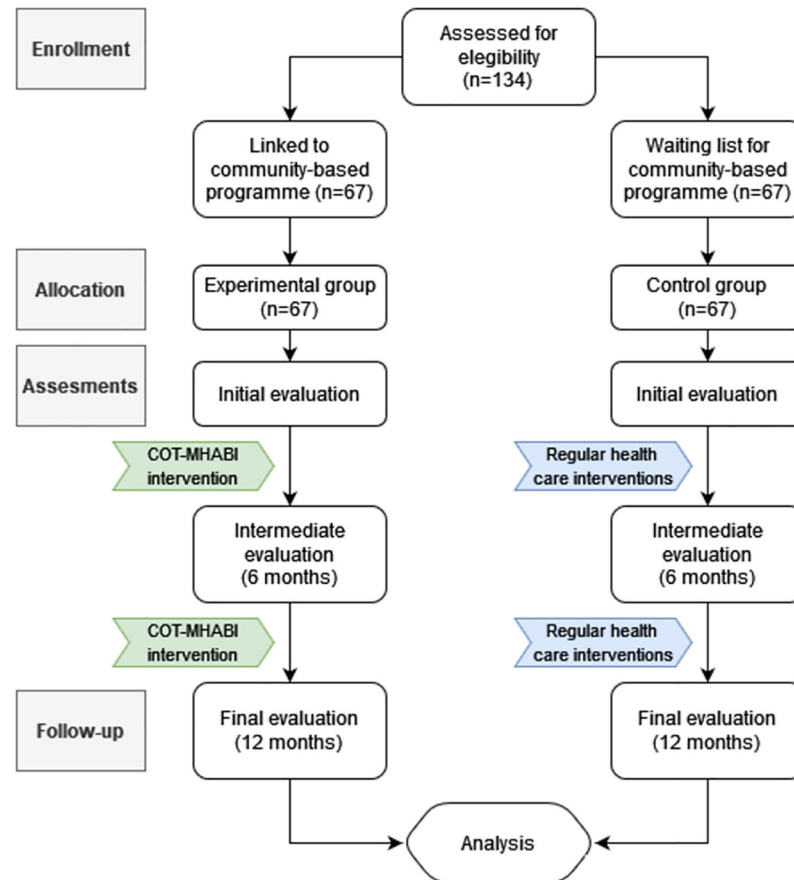 Enrollment
Assessed for
elegibility
(n=134)
Linked to
community-based
programme (n=67)
Waiting list for
community-based
programme (n=67)
Allocation
Experimental group
(n=67)
Control group
(n=67)
Assesments
Initial evaluation
Initial evaluation
COT-MHABI
intervention
Regular health
care interventions
Intermediate
evaluation
(6 months)
Intermediate
evaluation
(6 months)
COT-MHABI
intervention
Regular health
care interventions
Follow-up
Final evaluation
(12 months)
Final evaluation
(12 months)
Analysis